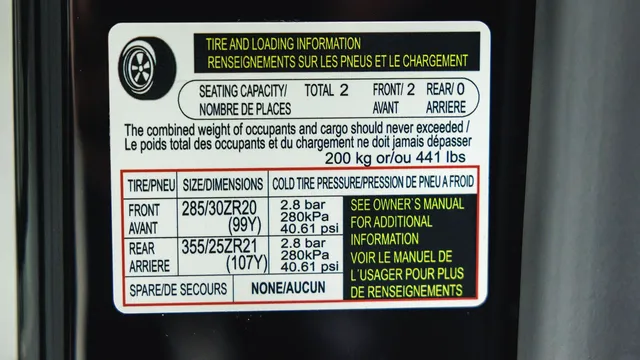 TIRE AND LOADING INFORMATION
RENSEIGNEMENTS SUR LES PNEUS ET LE CHARGEMENT
SEATING CAPACITY/ TOTAL 2 FRONT/ 2 REAR/ 0
NOMBRE DE PLACES AVANT ARRIERE
The combined weight of occupants and cargo should never exceeded /
Le poids total des occupants et du chargement ne doit jamais dépasser
200 kg or/ou 441 lbs
TIRE/PNEU SIZE/DIMENSIONS COLD TIRE PRESSURE/PRESSION DE PNEU A FROID
FRONT 285/30ZR20 2.8 bar
AVANT (99Y) 280kPa
40.61 psi
REAR 355/25ZR21 2.8 bar
ARRIERE (107Y) 280kPa
40.61 psi
SEE OWNER`S MANUAL
FOR ADDITIONAL
INFORMATION
VOIR LE MANUEL DE
L`USAGER POUR PLUS
DE RENSEIGNEMENTS
SPARE/DE SECOURS NONE/AUCUN